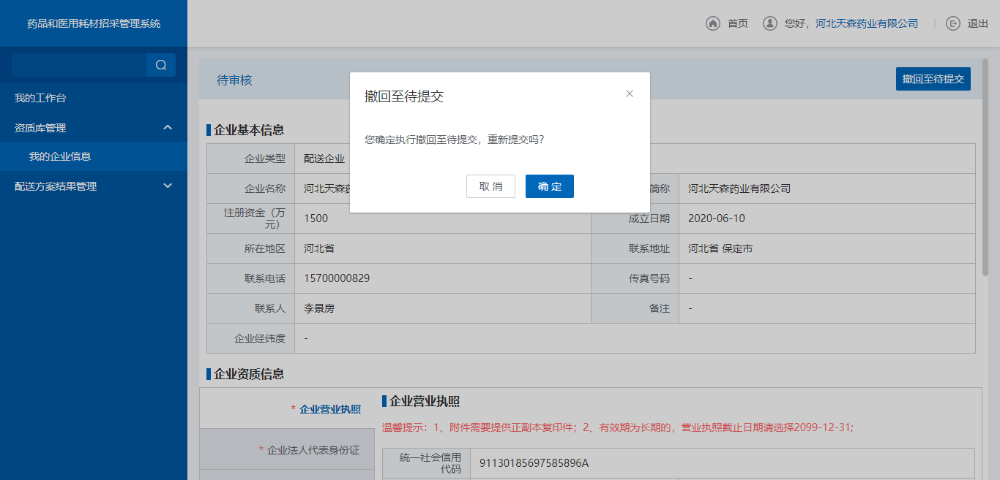 药品和医用耗材招采管理系统
首页
您好，河北天森药业有限公司
退出
我的工作台
资质库管理
我的企业信息
配送方案结果管理
待审核
撤回至待提交
撤回至待提交
您确定执行撤回至待提交，重新提交吗？
取 消
确 定
企业基本信息
企业类型 配送企业
企业名称 河北天森 简称 河北天森药业有限公司
注册资金（万
元） 1500 成立日期 2020-06-10
所在地区 河北省 联系地址 河北省 保定市
联系电话 15700000829 传真号码 -
联系人 李景房 备注 -
企业经纬度 -
企业资质信息
* 企业营业执照
* 企业法人代表身份证
企业营业执照
温馨提示：1、附件需要提供正副本复印件；2、有效期为长期的，营业执照截止日期请选择2099-12-31;
统一社会信用
代码 91130185697585896A